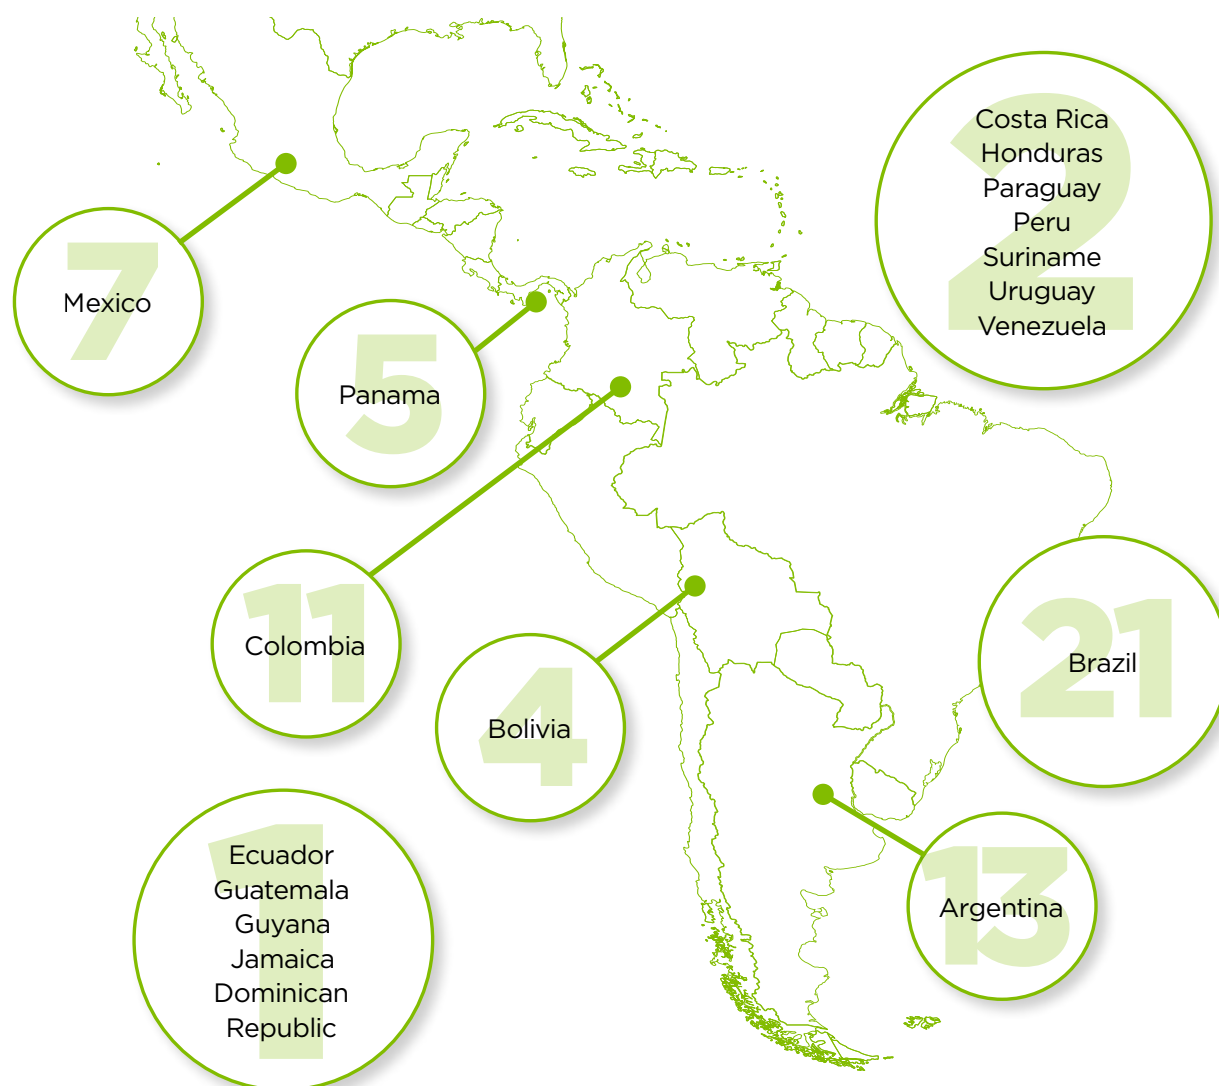 2
Costa Rica
Honduras
Paraguay
Peru
Suriname
Uruguay
Venezuela
7
Mexico
5
Panama
11
Colombia
4
Bolivia
21
Brazil
1
Ecuador
Guatemala
Guyana
Jamaica
Dominican
Republic
13
Argentina